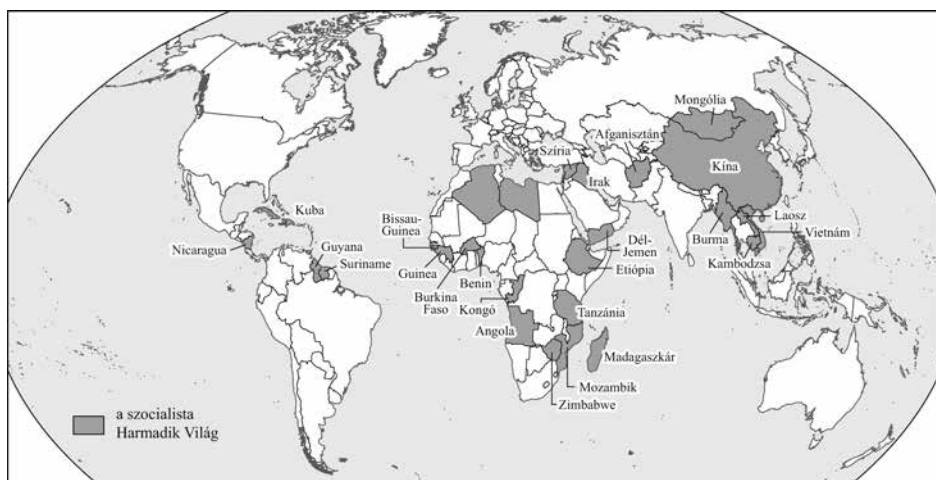 Mongólia
Afganisztán
Szíria
Kína
Irak
Kuba
Bissau-
Guinea
Laosz
Nicaragua
Guyana
Dél-
Jemen
Burma
Vietnám
Suriname
Guinea
Benin
Etiópia
Kambodzsa
Burkina
Faso
Kongó
Tanzánia
Angola
Madagaszkár
Mozambik
Zimbabwe
a szocialista
Harmadik Világ